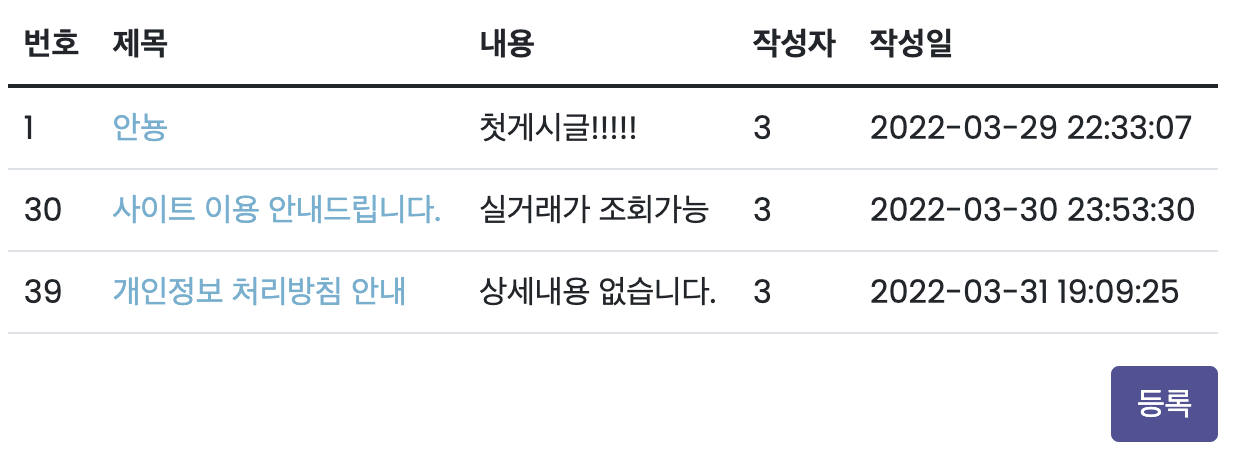 번호 제목 내용 작성자 작성일
1 안뇽 첫게시글!!!!! 3 2022-03-29 22:33:07
30 사이트 이용 안내드립니다. 실거래가 조회가능 3 2022-03-30 23:53:30
39 개인정보 처리방침 안내 상세내용 없습니다. 3 2022-03-31 19:09:25
등록